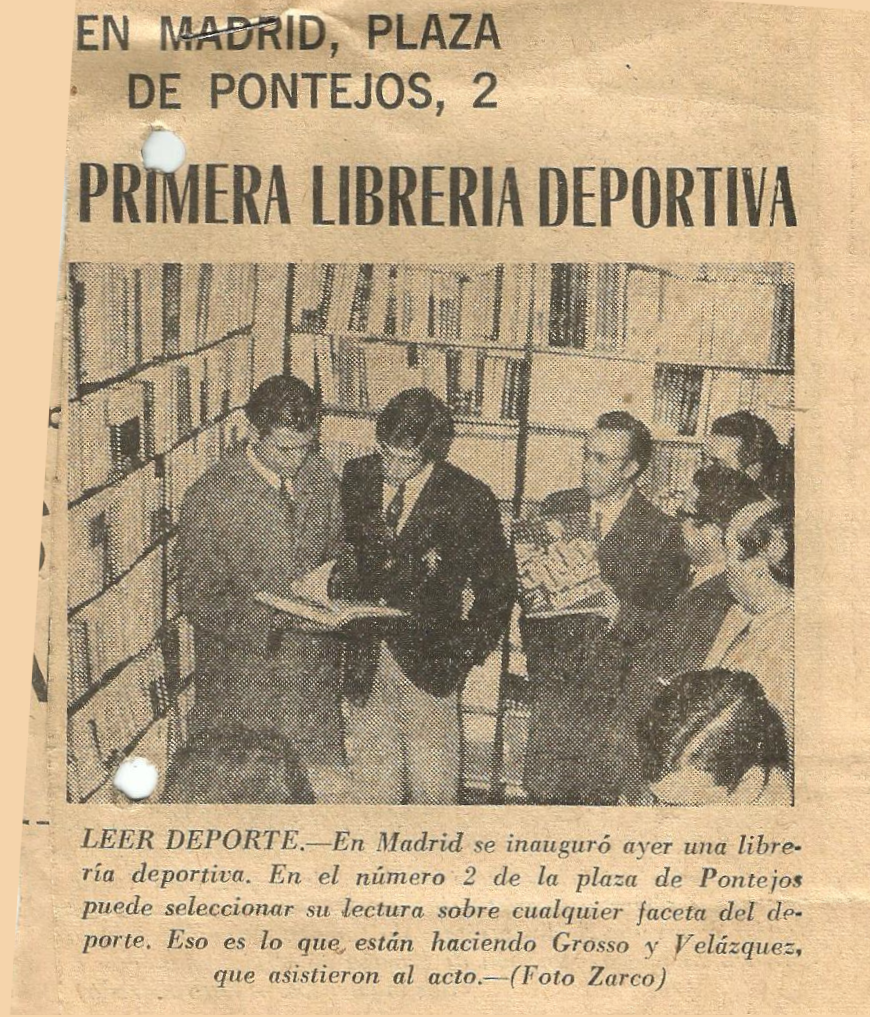 EN MADRID, PLAZA
DE PONTEJOS, 2
PRIMERA LIBRERIA DEPORTIVA
LEER DEPORTE.—En Madrid se inauguró ayer una libre-
ría deportiva. En el número 2 de la plaza de Pontejos
puede seleccionar su lectura sobre cualquier faceta del de-
porte. Eso es lo que están haciendo Grosso y Velázquez,
que asistieron al acto.—(Foto Zarco)